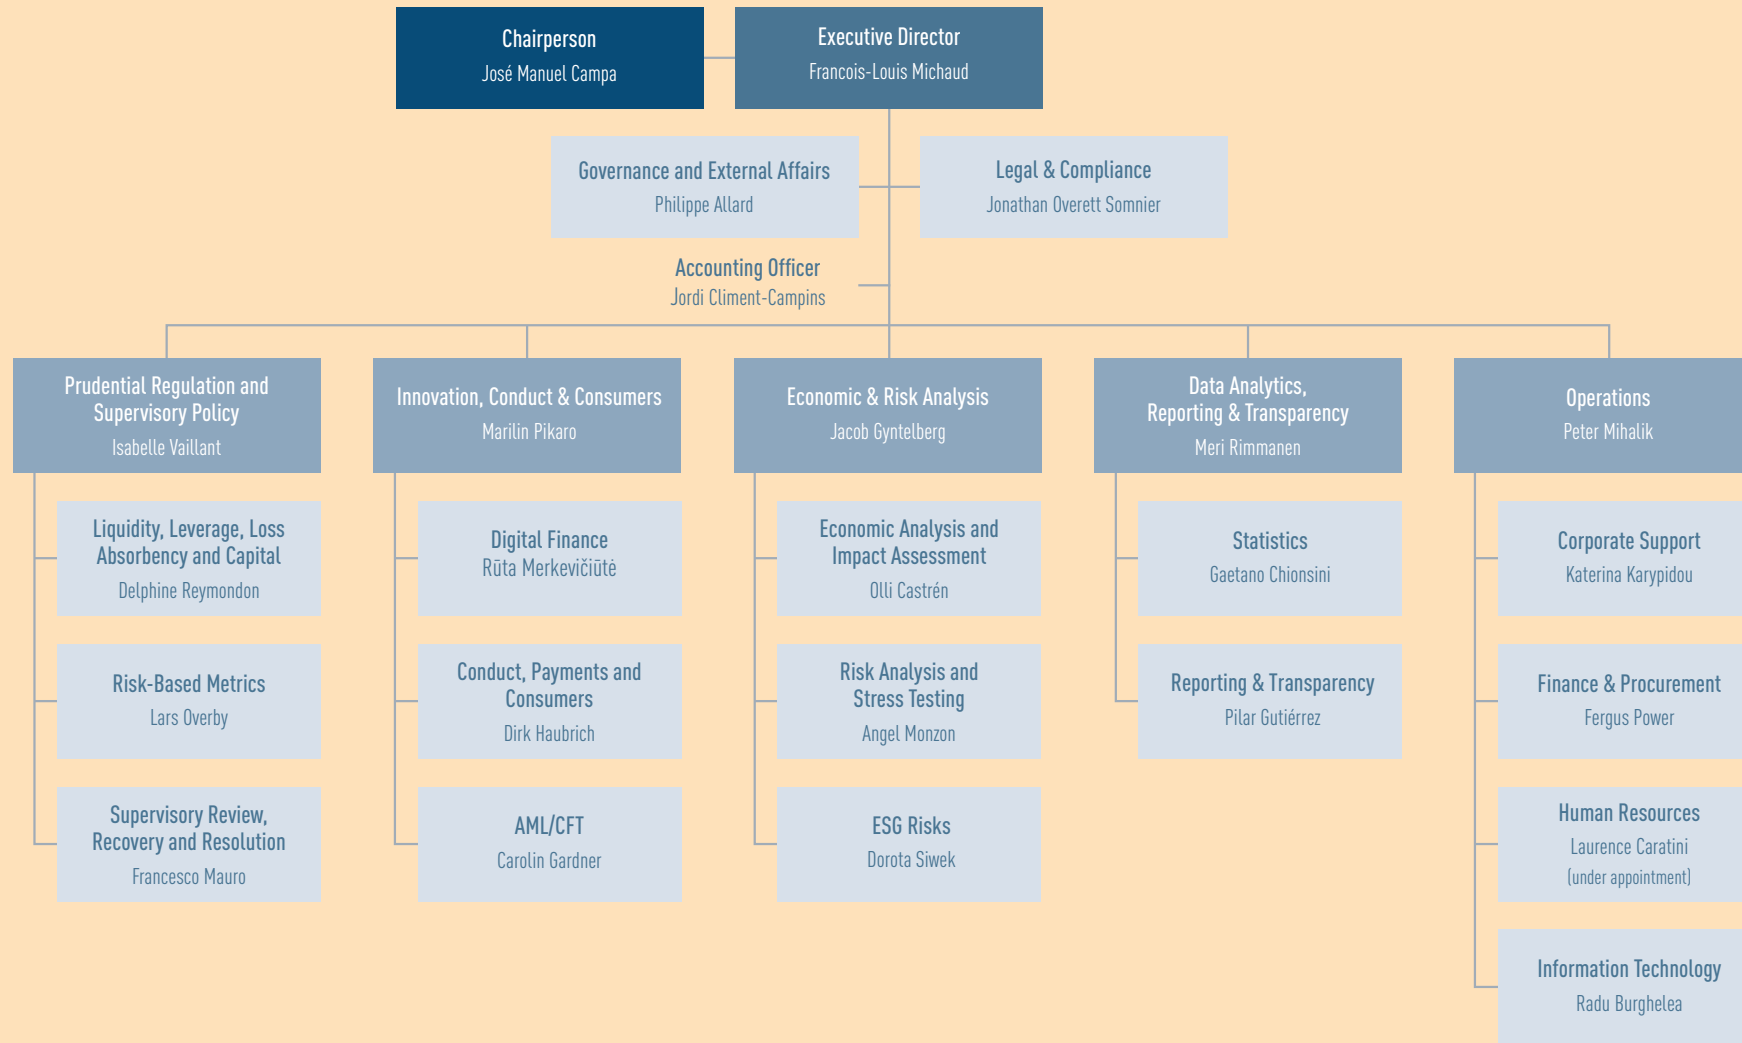 Chairperson
José Manuel Campa
Executive Director
Francois-Louis Michaud
Governance and External Affairs
Philippe Allard
Legal & Compliance
Jonathan Overett Somnier
Accounting Officer
Jordi Climent-Campins
Prudential Regulation and
Supervisory Policy
Isabelle Vaillant
Innovation, Conduct & Consumers
Marilin Pikaro
Economic & Risk Analysis
Jacob Gyntelberg
Data Analytics,
Reporting & Transparency
Meri Rimmanen
Operations
Peter Mihalik
Liquidity, Leverage, Loss
Absorbency and Capital
Delphine Reymondon
Risk-Based Metrics
Lars Overby
Supervisory Review,
Recovery and Resolution
Francesco Mauro
Digital Finance
Rūta Merkevičiūtė
Conduct, Payments and
Consumers
Dirk Haubrich
AML/CFT
Carolin Gardner
Economic Analysis and
Impact Assessment
Olli Castrén
Risk Analysis and
Stress Testing
Angel Monzon
ESG Risks
Dorota Siwek
Statistics
Gaetano Chionsini
Reporting & Transparency
Pilar Gutiérrez
Corporate Support
Katerina Karypidou
Finance & Procurement
Fergus Power
Human Resources
Laurence Caratini
(under appointment)
Information Technology
Radu Burghelea